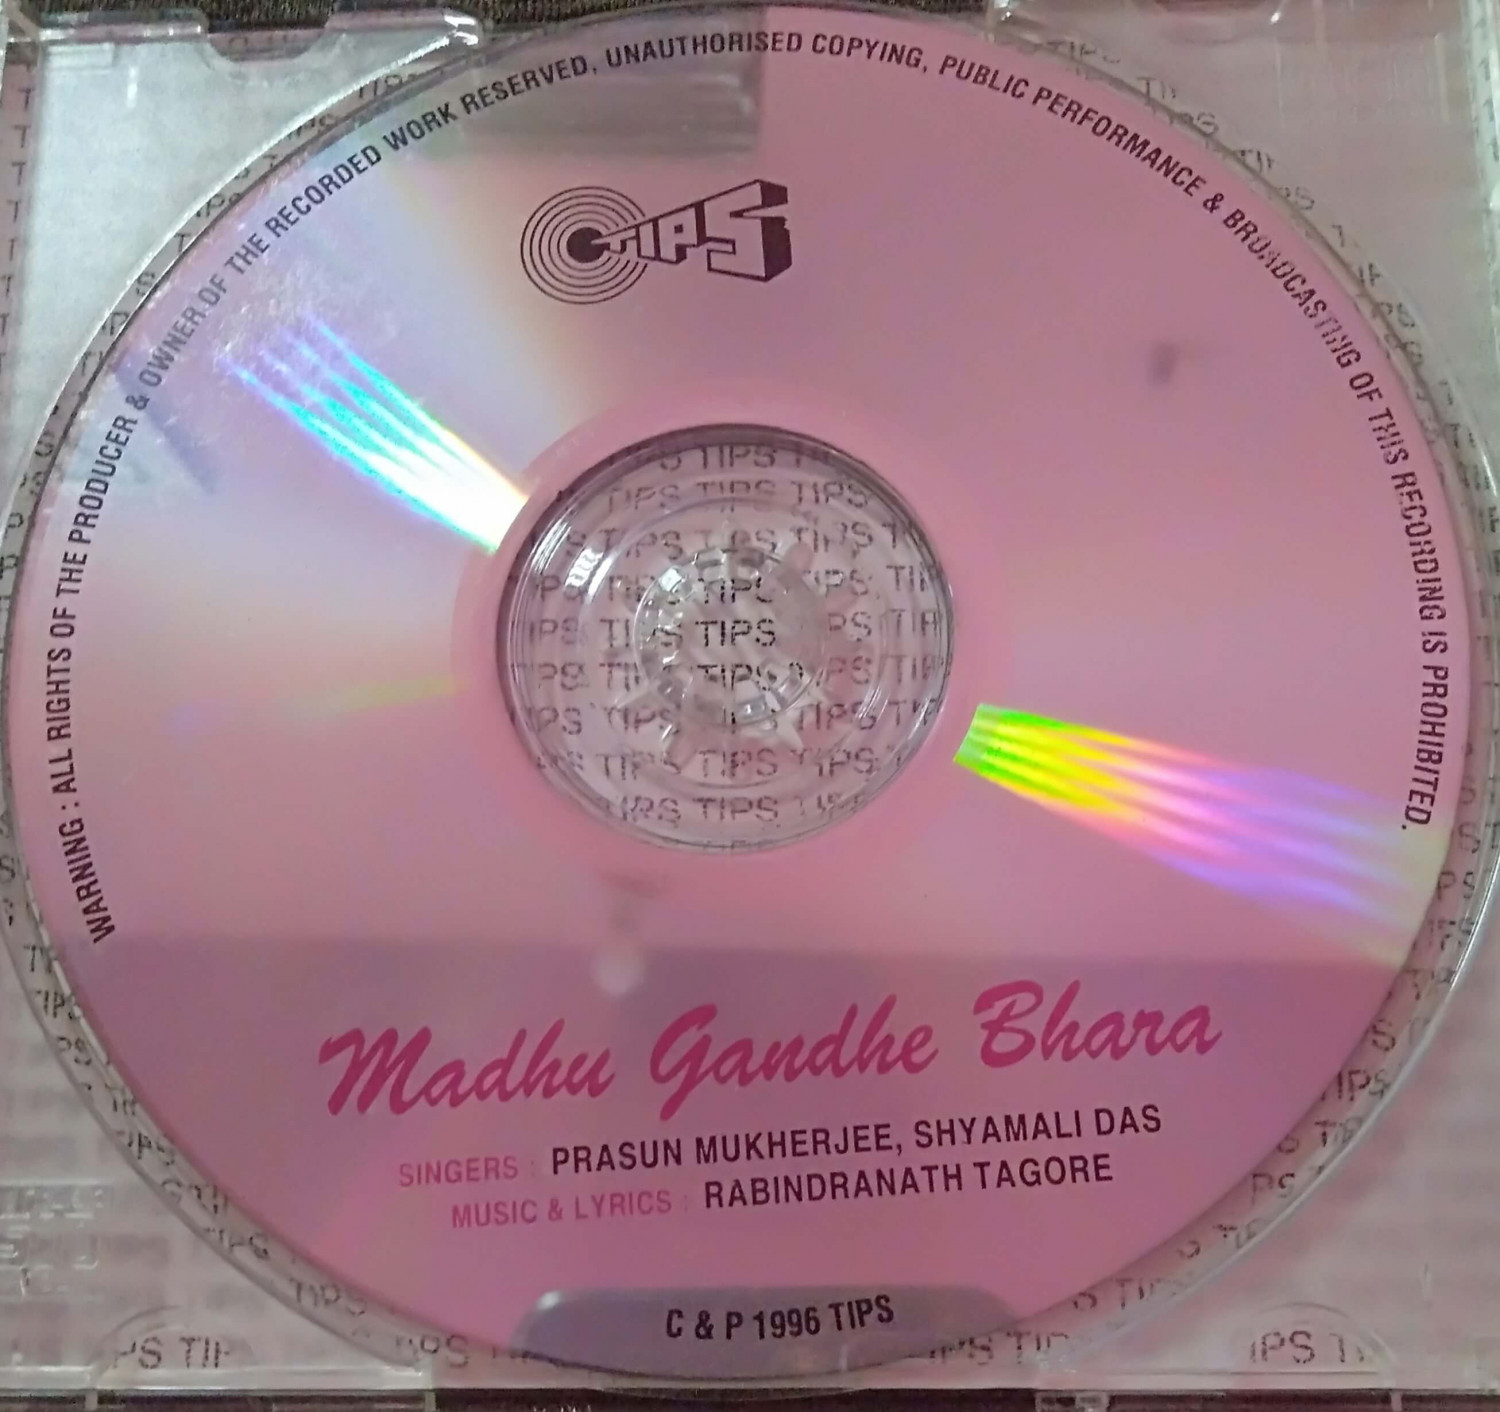 WARNING : ALL RIGHTS OF THE PRODUCER & OWNER OF THE RECORDED WORK RESERVED, UNAUTHORISED COPYING, PUBLIC PERFORMANCE & BROADCASTING OF THIS RECORDING IS PROHIBITED.
TIPS
TIPS
Madhu Gandhe Bhara
SINGERS : PRASUN MUKHERJEE, SHYAMALI DAS
MUSIC & LYRICS : RABINDRANATH TAGORE
C & P 1996 TIPS